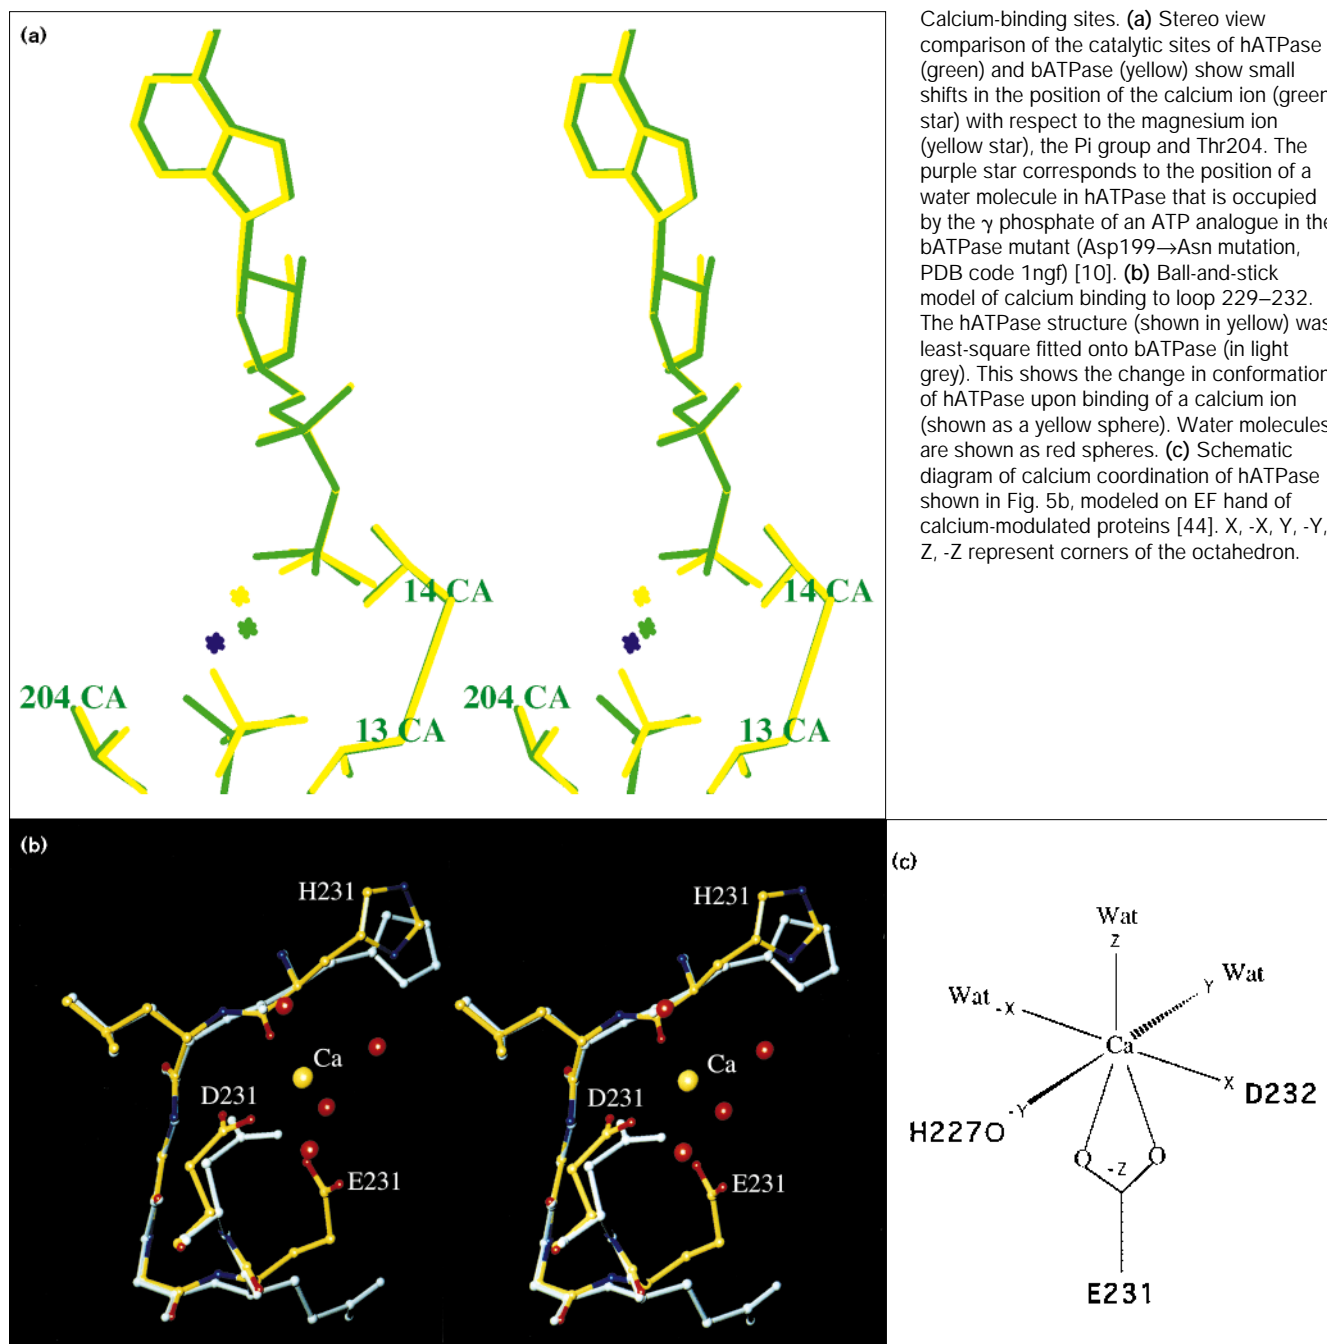 Calcium-binding sites. (a) Stereo view
comparison of the catalytic sites of hATPase
(green) and bATPase (yellow) show small
shifts in the position of the calcium ion (green
star) with respect to the magnesium ion
(yellow star), the Pi group and Thr204. The
purple star corresponds to the position of a
water molecule in hATPase that is occupied
by the γ phosphate of an ATP analogue in the
bATPase mutant (Asp199→Asn mutation,
PDB code 1ngf) [10]. (b) Ball-and-stick
model of calcium binding to loop 229–232.
The hATPase structure (shown in yellow) was
least-square fitted onto bATPase (in light
grey). This shows the change in conformation
of hATPase upon binding of a calcium ion
(shown as a yellow sphere). Water molecules
are shown as red spheres. (c) Schematic
diagram of calcium coordination of hATPase
shown in Fig. 5b, modeled on EF hand of
calcium-modulated proteins [44]. X, -X, Y, -Y,
Z, -Z represent corners of the octahedron.
(a)
14 CA
14 CA
204 CA
204 CA
13 CA
13 CA
(b)
H231
H231
Ca
Ca
D231
D231
E231
E231
(c)
Wat
Z
Wat
Y
Wat
-X
Ca
X
D232
-Y
H227O
O
O
-Z
E231